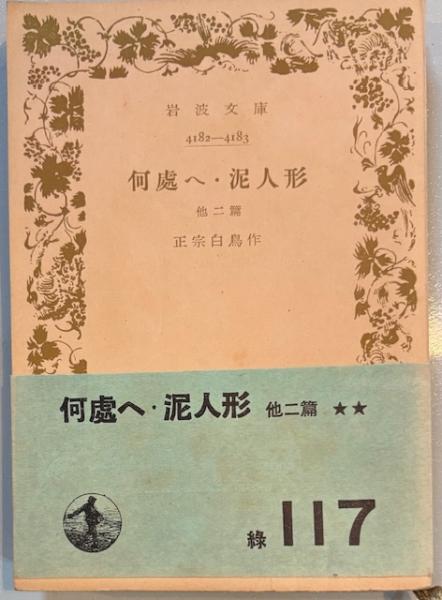 岩波文庫
4182—4183
何處へ・泥人形
他二篇
正宗白鳥作
何處へ・泥人形 他二篇 ★★
綠 117